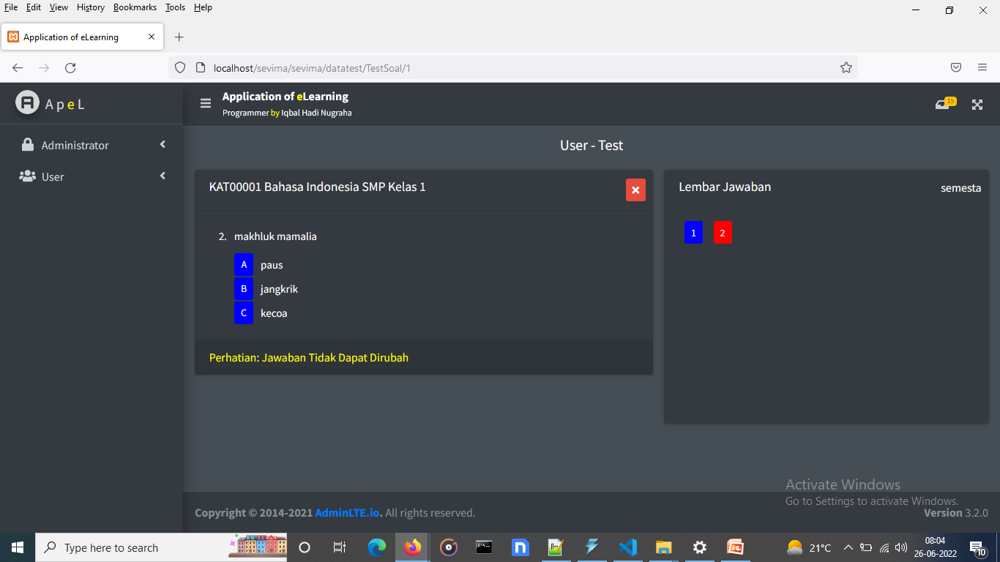 File Edit View History Bookmarks Tools Help
Application of eLearning
localhost/sevima/sevima/datatest/TestSoal/1
A p e L
Application of eLearning
Programmer by Iqbal Hadi Nugraha
15
Administrator
User
User - Test
KAT00001 Bahasa Indonesia SMP Kelas 1
2. makhluk mamalia
A paus
B jangkrik
C kecoa
Perhatian: Jawaban Tidak Dapat Dirubah
Lembar Jawaban semesta
1 2
Activate Windows
Go to Settings to activate Windows.
Copyright © 2014-2021 AdminLTE.io. All rights reserved.
Version 3.2.0
Type here to search
21°C
08:04
26-06-2022
10